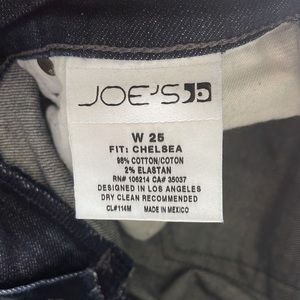 JOE'S
W 25
FIT: CHELSEA
98% COTTON/COTON
2% ELASTAN
RN# 106214 CA# 35037
DESIGNED IN LOS ANGELES
DRY CLEAN RECOMMENDED
CL#114M MADE IN MEXICO